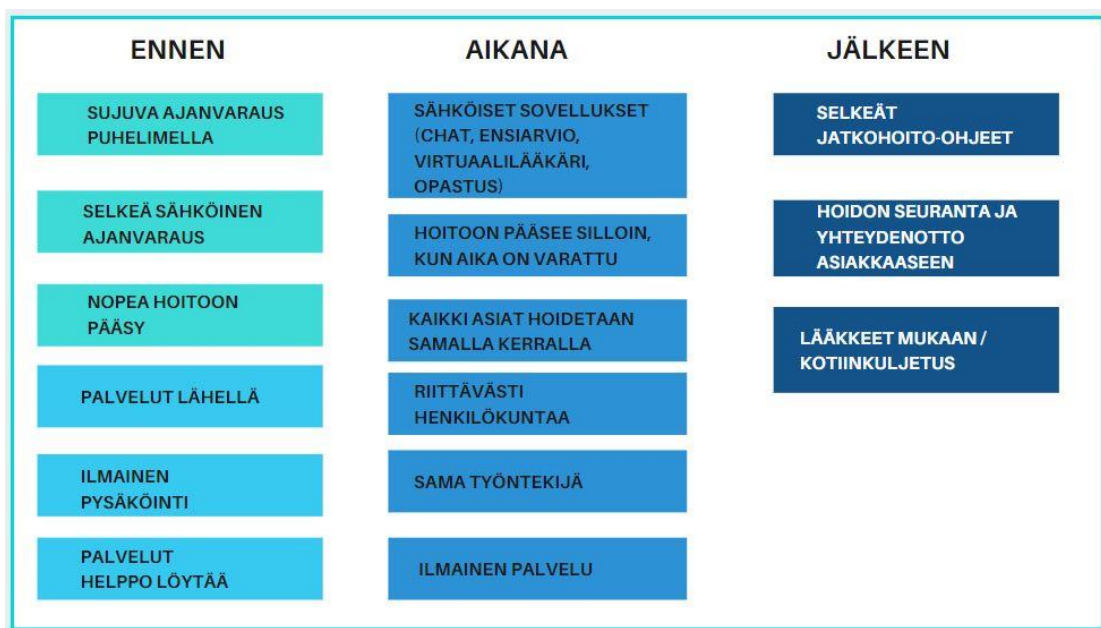 ENNEN
SUJUVA AJANVARAUS
PUHELIMELLA
SELKEÄ SÄHKÖINEN
AJANVARAUS
NOPEA HOITOON
PÄÄSY
PALVELUT LÄHELLÄ
ILMAINEN
PYSÄKÖINTI
PALVELUT
HELPPO LÖYTÄÄ
AIKANA
SÄHKÖISET SOVELLUKSET
(CHAT, ENSIARVIO,
VIRTUAALILÄÄKÄRI,
OPASTUS)
HOITOON PÄÄSEE SILLOIN,
KUN AIKA ON VARATTU
KAIKKI ASIAT HOIDETAAN
SAMALLA KERRALLA
RIITTÄVÄSTI
HENKILÖKUNTAA
SAMA TYÖNTEKIJÄ
ILMAINEN PALVELU
JÄLKEEN
SELKEÄT
JATKOHOITO-OHJEET
HOIDON SEURANTA JA
YHTEYDENOTTO
ASIAKKAASEEN
LÄÄKKEET MUKAAN /
KOTIINKULJETUS